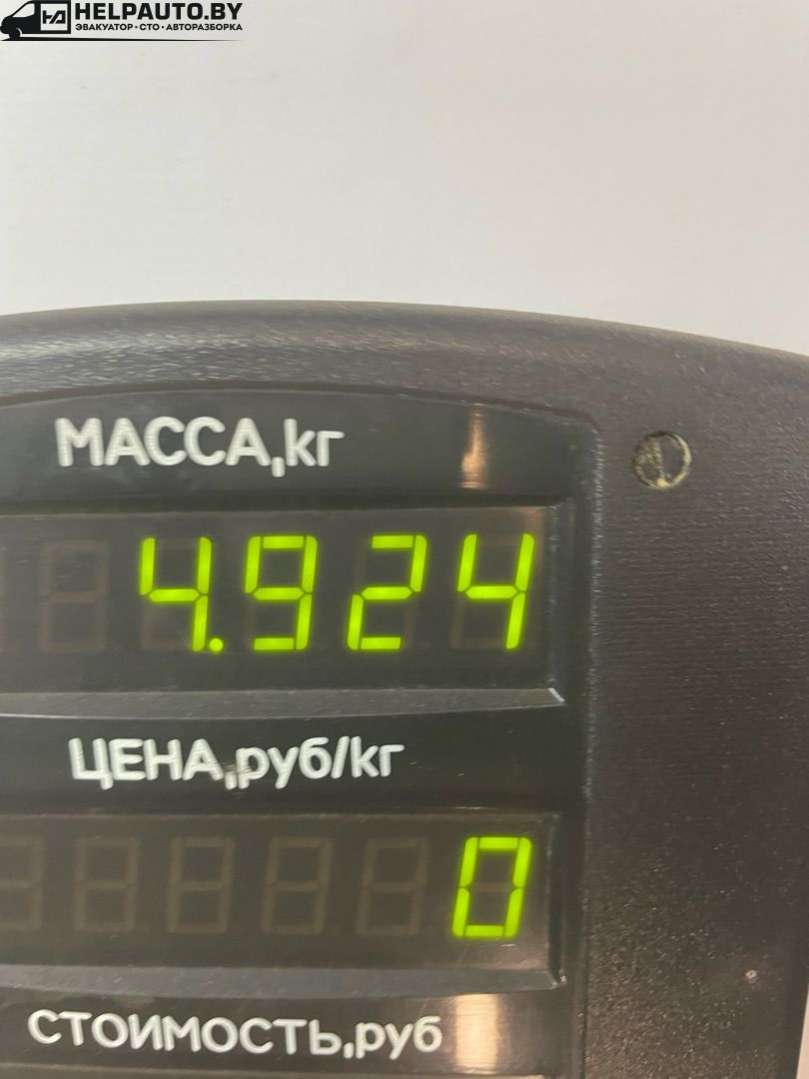 HELPAUTO.BY
ЭВАКУАТОР • СТО • АВТОРАЗБОРКА
МАССА,кг
4.924
ЦЕНА,руб/кг
0
СТОИМОСТЬ,руб